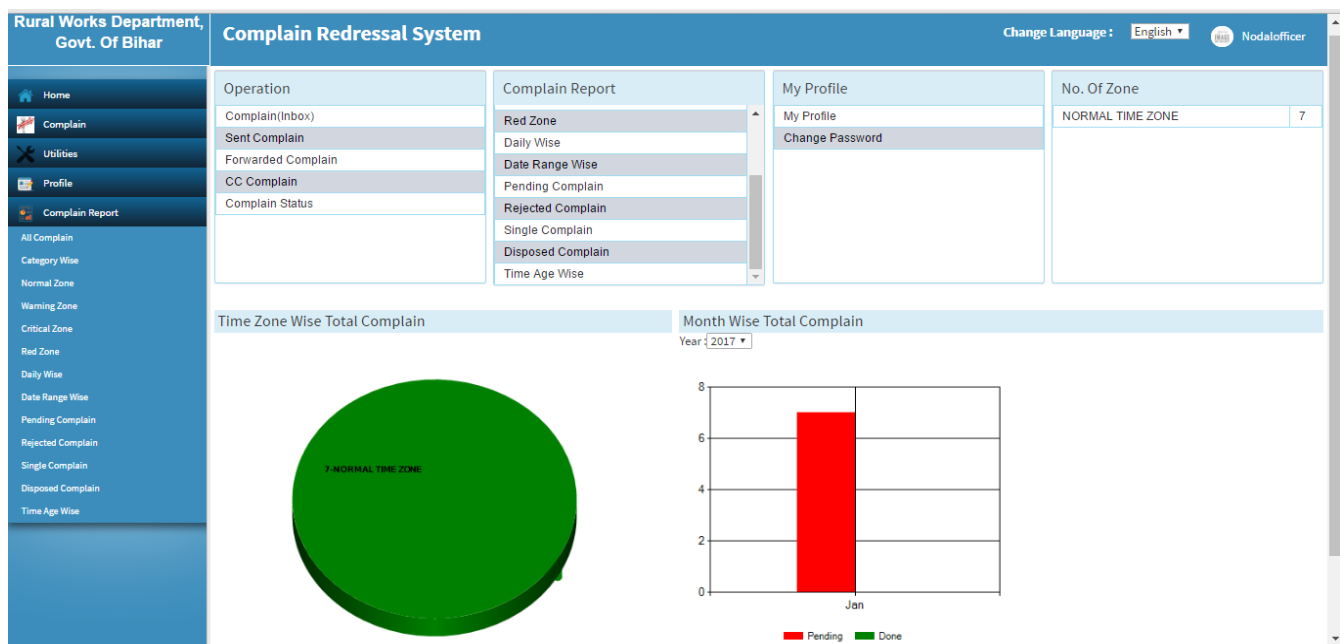 Rural Works Department,
Govt. Of Bihar
Complain Redressal System
Change Language :
English
Nodalofficer
Home
Complain
Utilities
Profile
Complain Report
All Complain
Category Wise
Normal Zone
Warning Zone
Critical Zone
Red Zone
Daily Wise
Date Range Wise
Pending Complain
Rejected Complain
Single Complain
Disposed Complain
Time Age Wise
Operation
Complain(Inbox)
Sent Complain
Forwarded Complain
CC Complain
Complain Status
Complain Report
Red Zone
Daily Wise
Date Range Wise
Pending Complain
Rejected Complain
Single Complain
Disposed Complain
Time Age Wise
My Profile
My Profile
Change Password
No. Of Zone
NORMAL TIME ZONE 7
Time Zone Wise Total Complain
7-NORMAL TIME ZONE
Month Wise Total Complain
Year : 2017
8
6
4
2
0
Jan
Pending Done